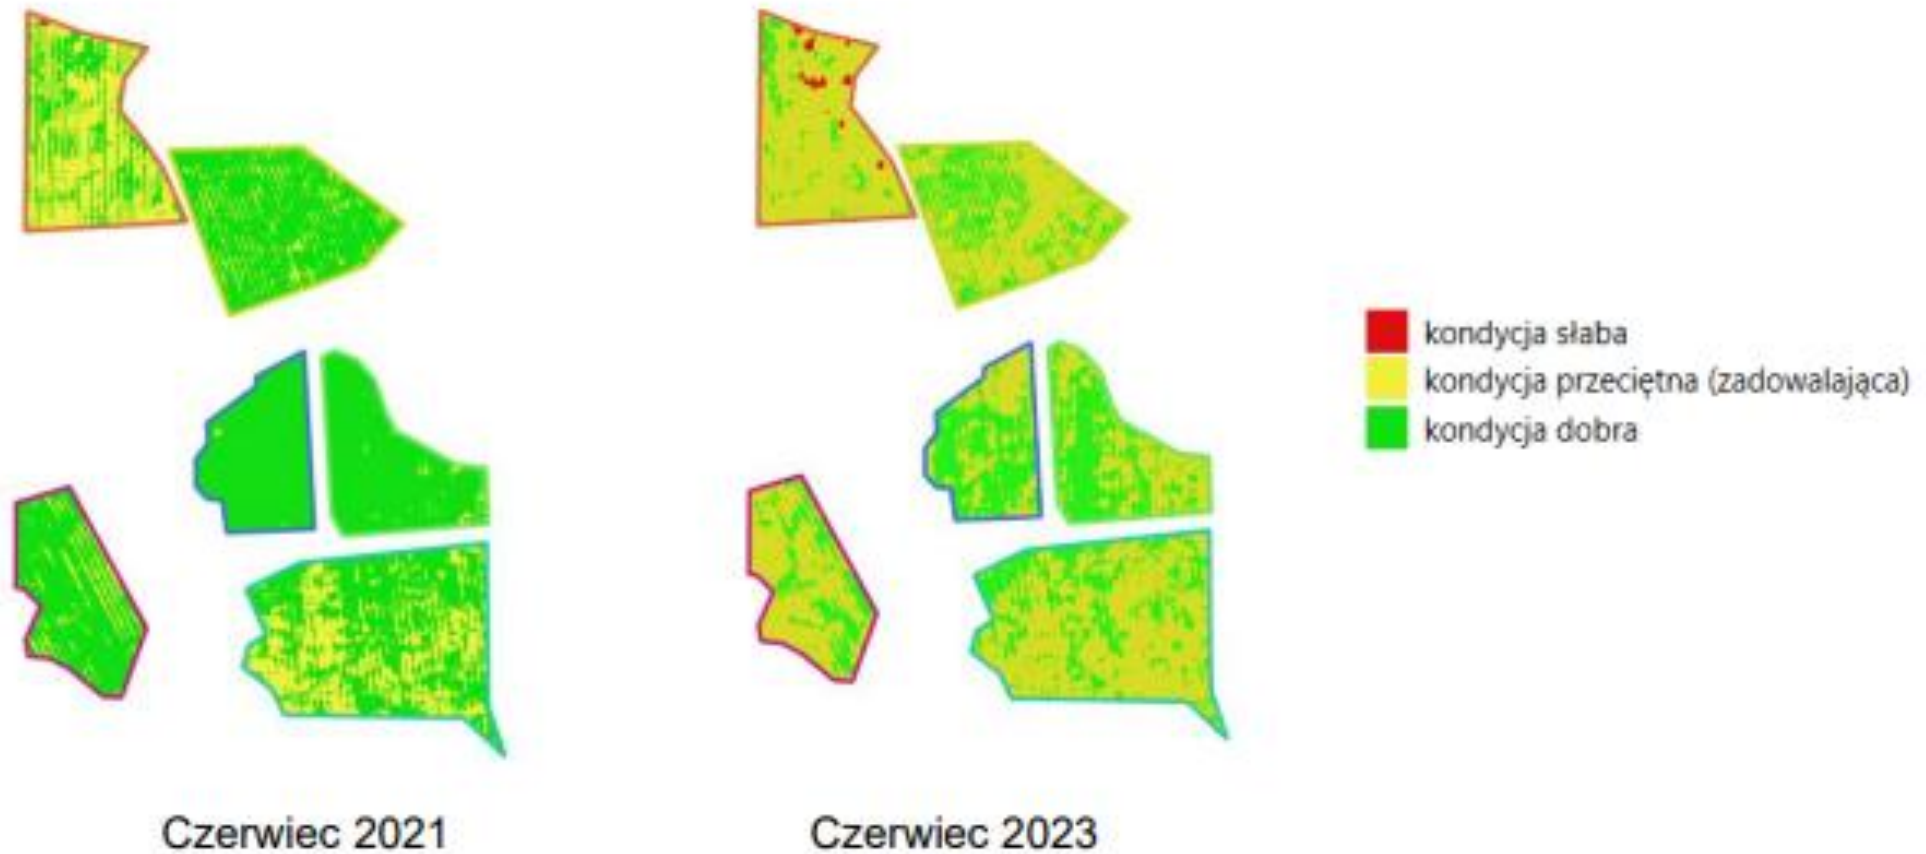 kondycja słaba
kondycja przeciętna (zadowalająca)
kondycja dobra
Czerwiec 2021
Czerwiec 2023